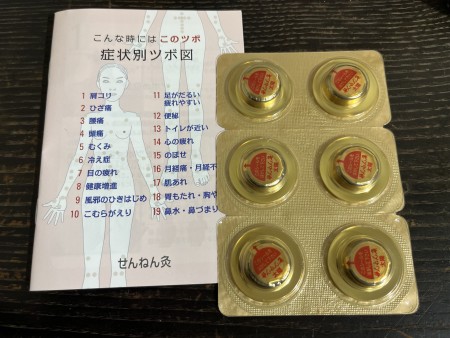 こんな時には このツボ
症状別ツボ図
1 肩コリ
2 ひざ痛
3 腰痛
4 頭痛
5 むくみ
6 冷え症
7 目の疲れ
8 健康増進
9 風邪のひきはじめ
10 こむらがえり
11 足がだるい
疲れやすい
12 便秘
13 トイレが近い
14 心の疲れ
15 のぼせ
16 月経痛・月経不
17 肌あれ
18 胃もたれ・胸や
19 鼻水・鼻づまり
せんねん灸